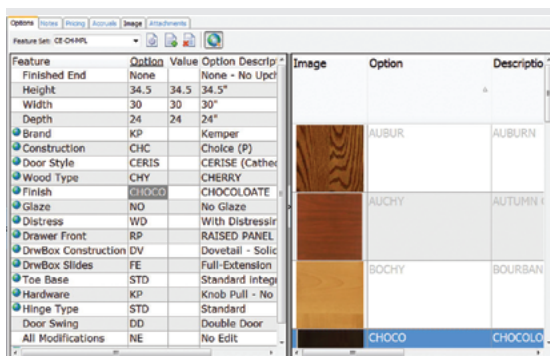 Options Notes Pricing Accruals Image Attachments
Feature Set: CE-CH-MPL
Feature Option Value Option Descript
Finished End None None - No Upch
Height 34.5 34.5 34.5"
Width 30 30 30"
Depth 24 24 24"
Brand KP Kemper
Construction CHC Choice (P)
Door Style CERIS CERISE (Cathed
Wood Type CHY CHERRY
Finish CHOCO CHOCOLOATE
Glaze NO No Glaze
Distress WD With Distressin
Drawer Front RP RAISED PANEL
DrwBox Construction DV Dovetail - Solid
DrwBox Slides FE Full-Extension
Toe Base STD Standard Integr
Hardware KP Knob Pull - No
Hinge Type STD Standard
Door Swing DD Double Door
All Modifications NE No Edit
Image Option Descriptio
AUBUR AUBURN
AUCHY AUTUMN
BOCHY BOURBAN
CHOCO CHOCOLO